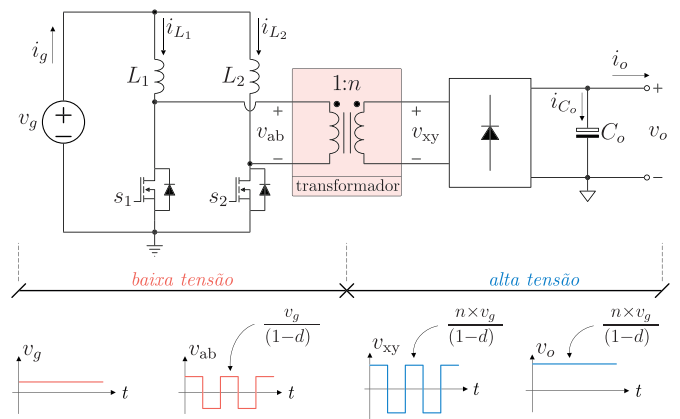 i_g
i_{L_1}
i_{L_2}
L_1
L_2
v_g
+
−
s_1
s_2
+
v_ab
−
1:n
transformador
+
v_xy
−
i_o
i_{C_o}
C_o
+
v_o
−
baixa tensão
alta tensão
v_g
t
v_ab
v_g
(1−d)
t
v_xy
n×v_g
(1−d)
t
v_o
n×v_g
(1−d)
t